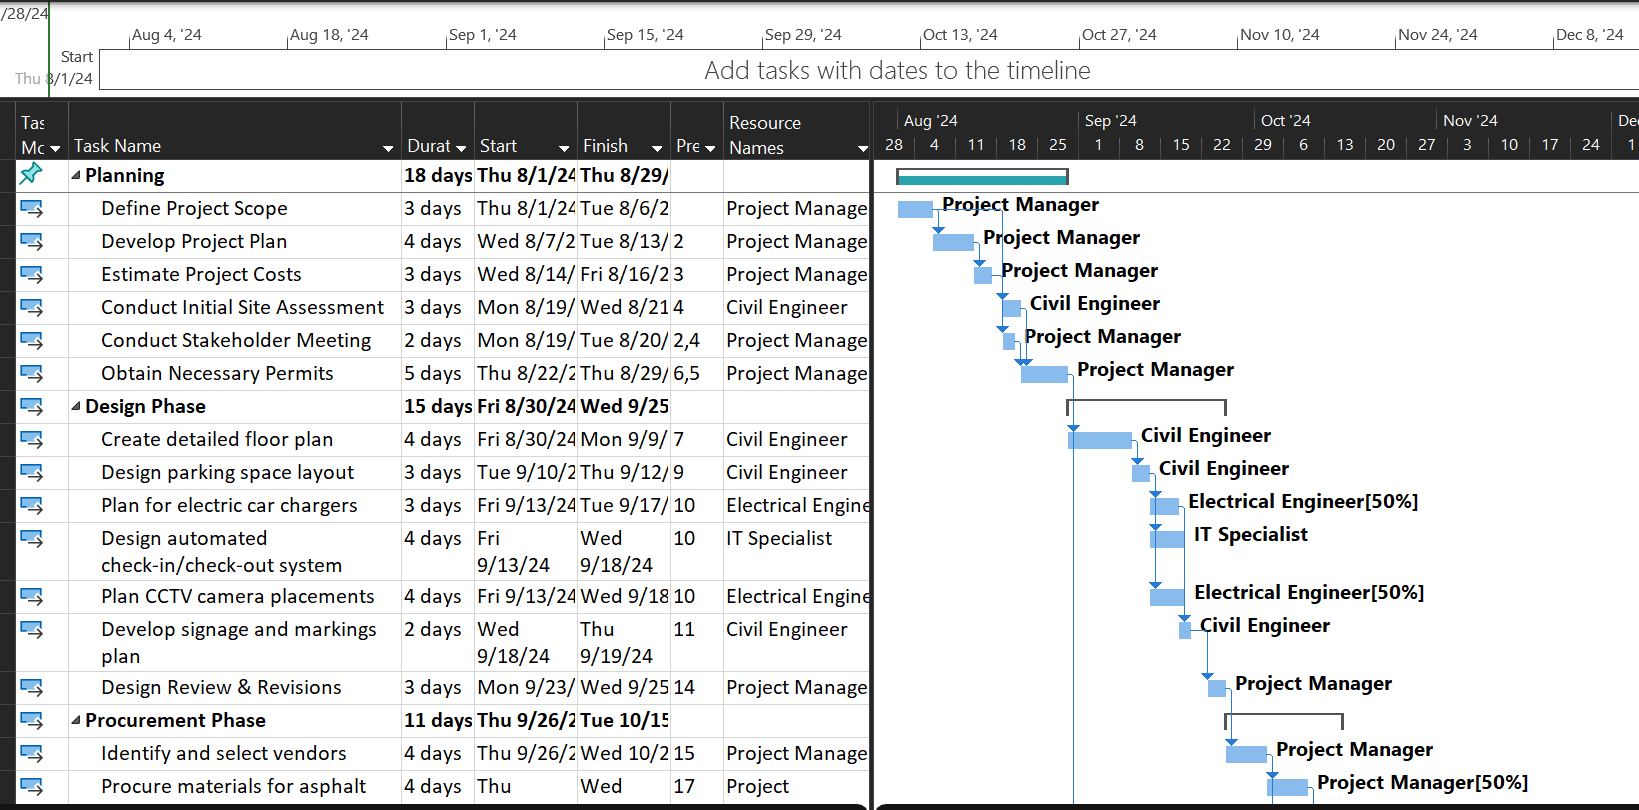 /28/24
Aug 4, '24 Aug 18, '24 Sep 1, '24 Sep 15, '24 Sep 29, '24 Oct 13, '24 Oct 27, '24 Nov 10, '24 Nov 24, '24 Dec 8, '24
Start
Thu 8/1/24
Add tasks with dates to the timeline
Tas Mc Task Name Durat Start Finish Pre Resource Names
Aug '24 Sep '24 Oct '24 Nov '24 Dec
28 4 11 18 25 1 8 15 22 29 6 13 20 27 3 10 17 24 1
Planning 18 days Thu 8/1/24 Thu 8/29/
Define Project Scope 3 days Thu 8/1/24 Tue 8/6/2 Project Manage Project Manager
Develop Project Plan 4 days Wed 8/7/2 Tue 8/13/ 2 Project Manage Project Manager
Estimate Project Costs 3 days Wed 8/14/ Fri 8/16/2 3 Project Manage Project Manager
Conduct Initial Site Assessment 3 days Mon 8/19/ Wed 8/21 4 Civil Engineer Civil Engineer
Conduct Stakeholder Meeting 2 days Mon 8/19/ Tue 8/20/ 2,4 Project Manage Project Manager
Obtain Necessary Permits 5 days Thu 8/22/2 Thu 8/29/ 6,5 Project Manage Project Manager
Design Phase 15 days Fri 8/30/24 Wed 9/25
Create detailed floor plan 4 days Fri 8/30/24 Mon 9/9/ 7 Civil Engineer Civil Engineer
Design parking space layout 4 days Tue 9/10/2 Thu 9/12/ 9 Civil Engineer Civil Engineer
Plan for electric car chargers 3 days Fri 9/13/24 Tue 9/17/ 10 Electrical Engine Electrical Engineer[50%]
Design automated check-in/check-out system 4 days Fri 9/13/24 Wed 9/18/24 10 IT Specialist IT Specialist
Plan CCTV camera placements 4 days Fri 9/13/24 Wed 9/18 10 Electrical Engine Electrical Engineer[50%]
Develop signage and markings plan 2 days Wed 9/18/24 Thu 9/19/24 11 Civil Engineer Civil Engineer
Design Review & Revisions 3 days Mon 9/23/ Wed 9/25 14 Project Manage Project Manager
Procurement Phase 11 days Thu 9/26/2 Tue 10/15
Identify and select vendors 4 days Thu 9/26/2 Wed 10/2 15 Project Manage Project Manager
Procure materials for asphalt 4 days Thu Wed 17 Project Project Manager[50%]